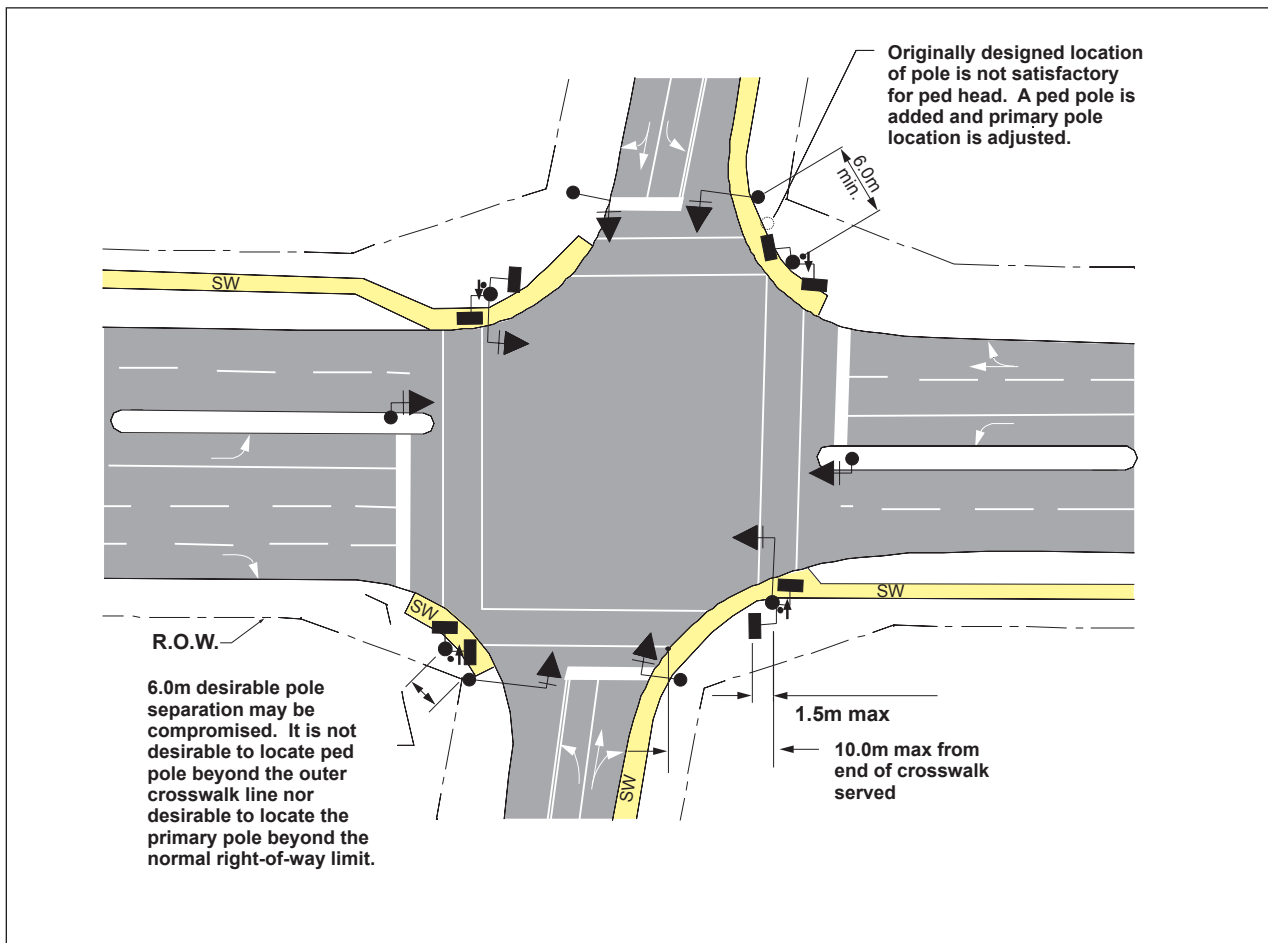 Originally designed location
of pole is not satisfactory
for ped head. A ped pole is
added and primary pole
location is adjusted.
6.0m
min.
SW
SW
SW
R.O.W.
6.0m desirable pole
separation may be
compromised. It is not
desirable to locate ped
pole beyond the outer
crosswalk line nor
desirable to locate the
primary pole beyond the
normal right-of-way limit.
1.5m max
10.0m max from
end of crosswalk
served
SW